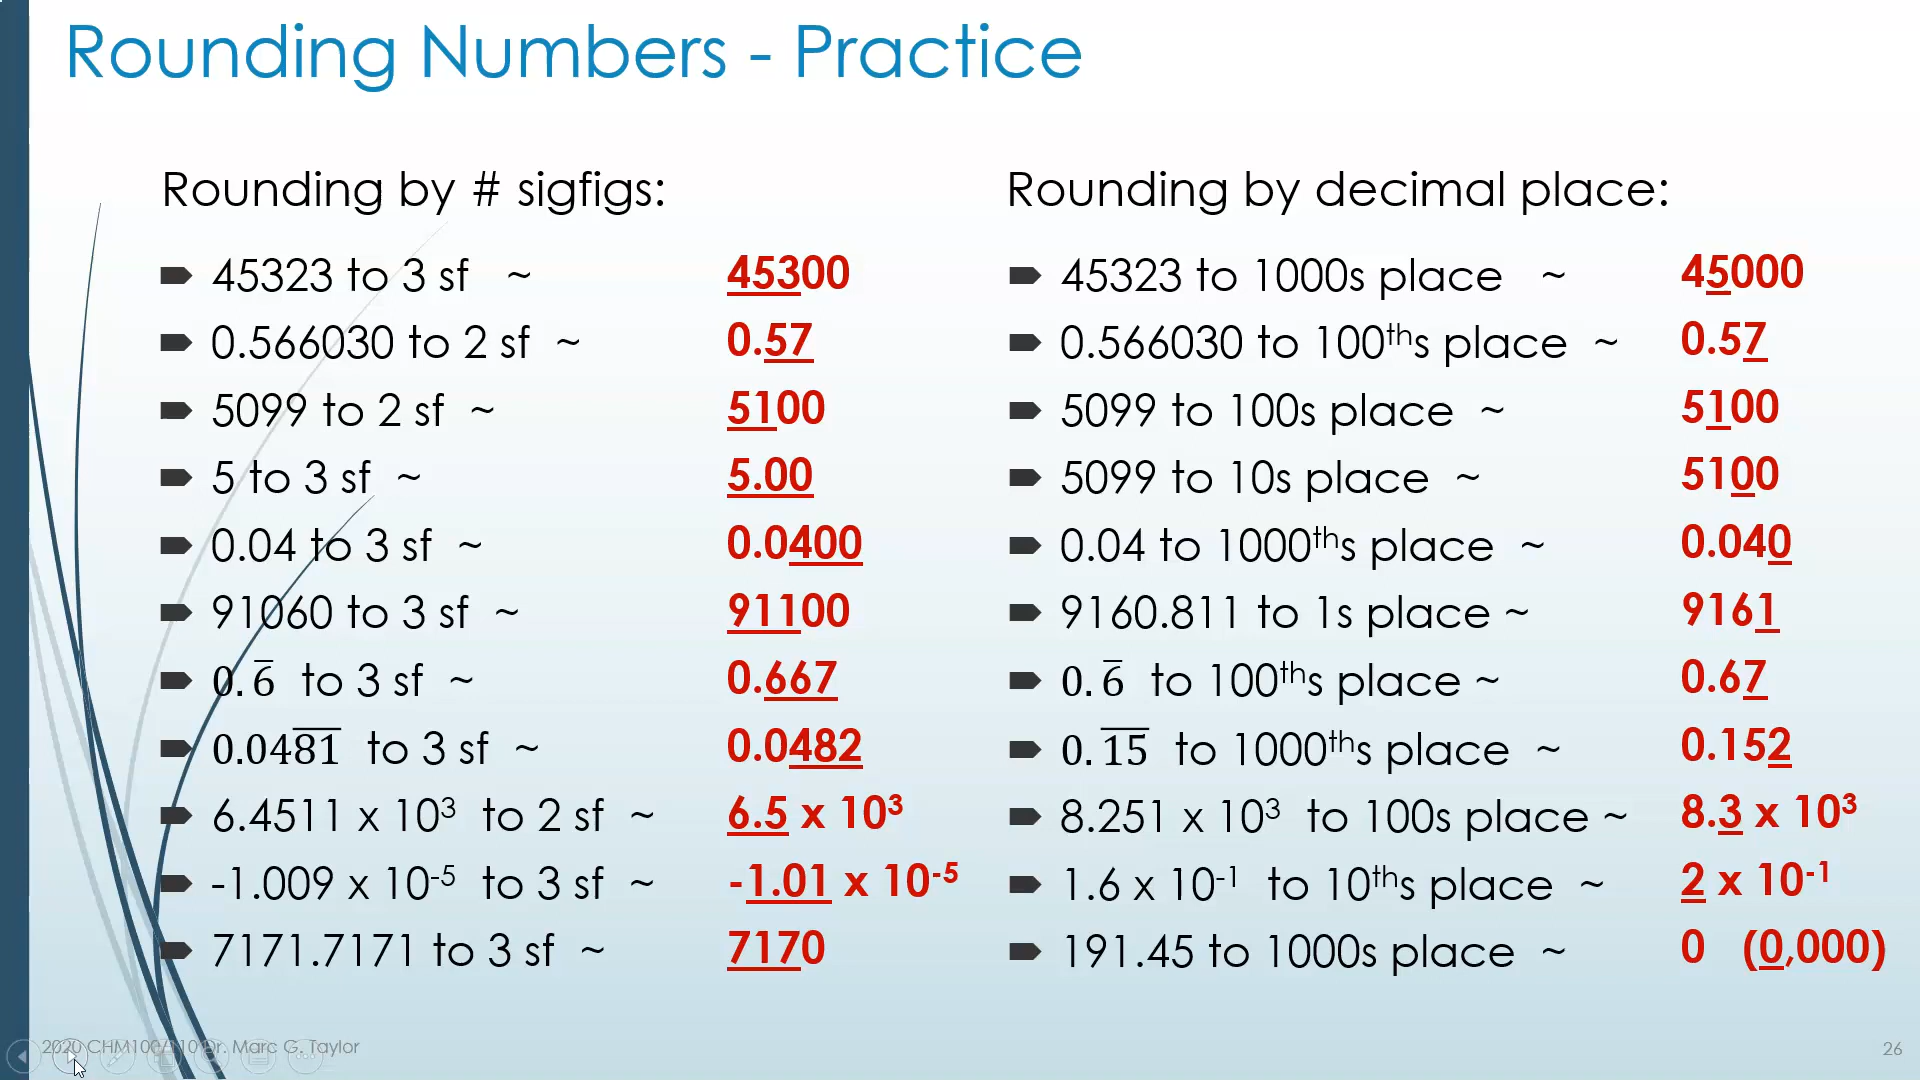 Rounding Numbers - Practice
Rounding by # sigfigs:
45323 to 3 sf ~ 45300
0.566030 to 2 sf ~ 0.57
5099 to 2 sf ~ 5100
5 to 3 sf ~ 5.00
0.04 to 3 sf ~ 0.0400
91060 to 3 sf ~ 91100
0.6̅ to 3 sf ~ 0.667
0.048̅1̅ to 3 sf ~ 0.0482
6.4511 x 10³ to 2 sf ~ 6.5 x 10³
-1.009 x 10⁻⁵ to 3 sf ~ -1.01 x 10⁻⁵
7171.7171 to 3 sf ~ 7170
Rounding by decimal place:
45323 to 1000s place ~ 45000
0.566030 to 100ᵗʰs place ~ 0.57
5099 to 100s place ~ 5100
5099 to 10s place ~ 5100
0.04 to 1000ᵗʰs place ~ 0.040
9160.811 to 1s place ~ 9161
0.6̅ to 100ᵗʰs place ~ 0.67
0.1̅5̅ to 1000ᵗʰs place ~ 0.152
8.251 x 10³ to 100s place ~ 8.3 x 10³
1.6 x 10⁻¹ to 10ᵗʰs place ~ 2 x 10⁻¹
191.45 to 1000s place ~ 0 (0,000)
2020 CHM100/110 Dr. Marc G. Taylor
26